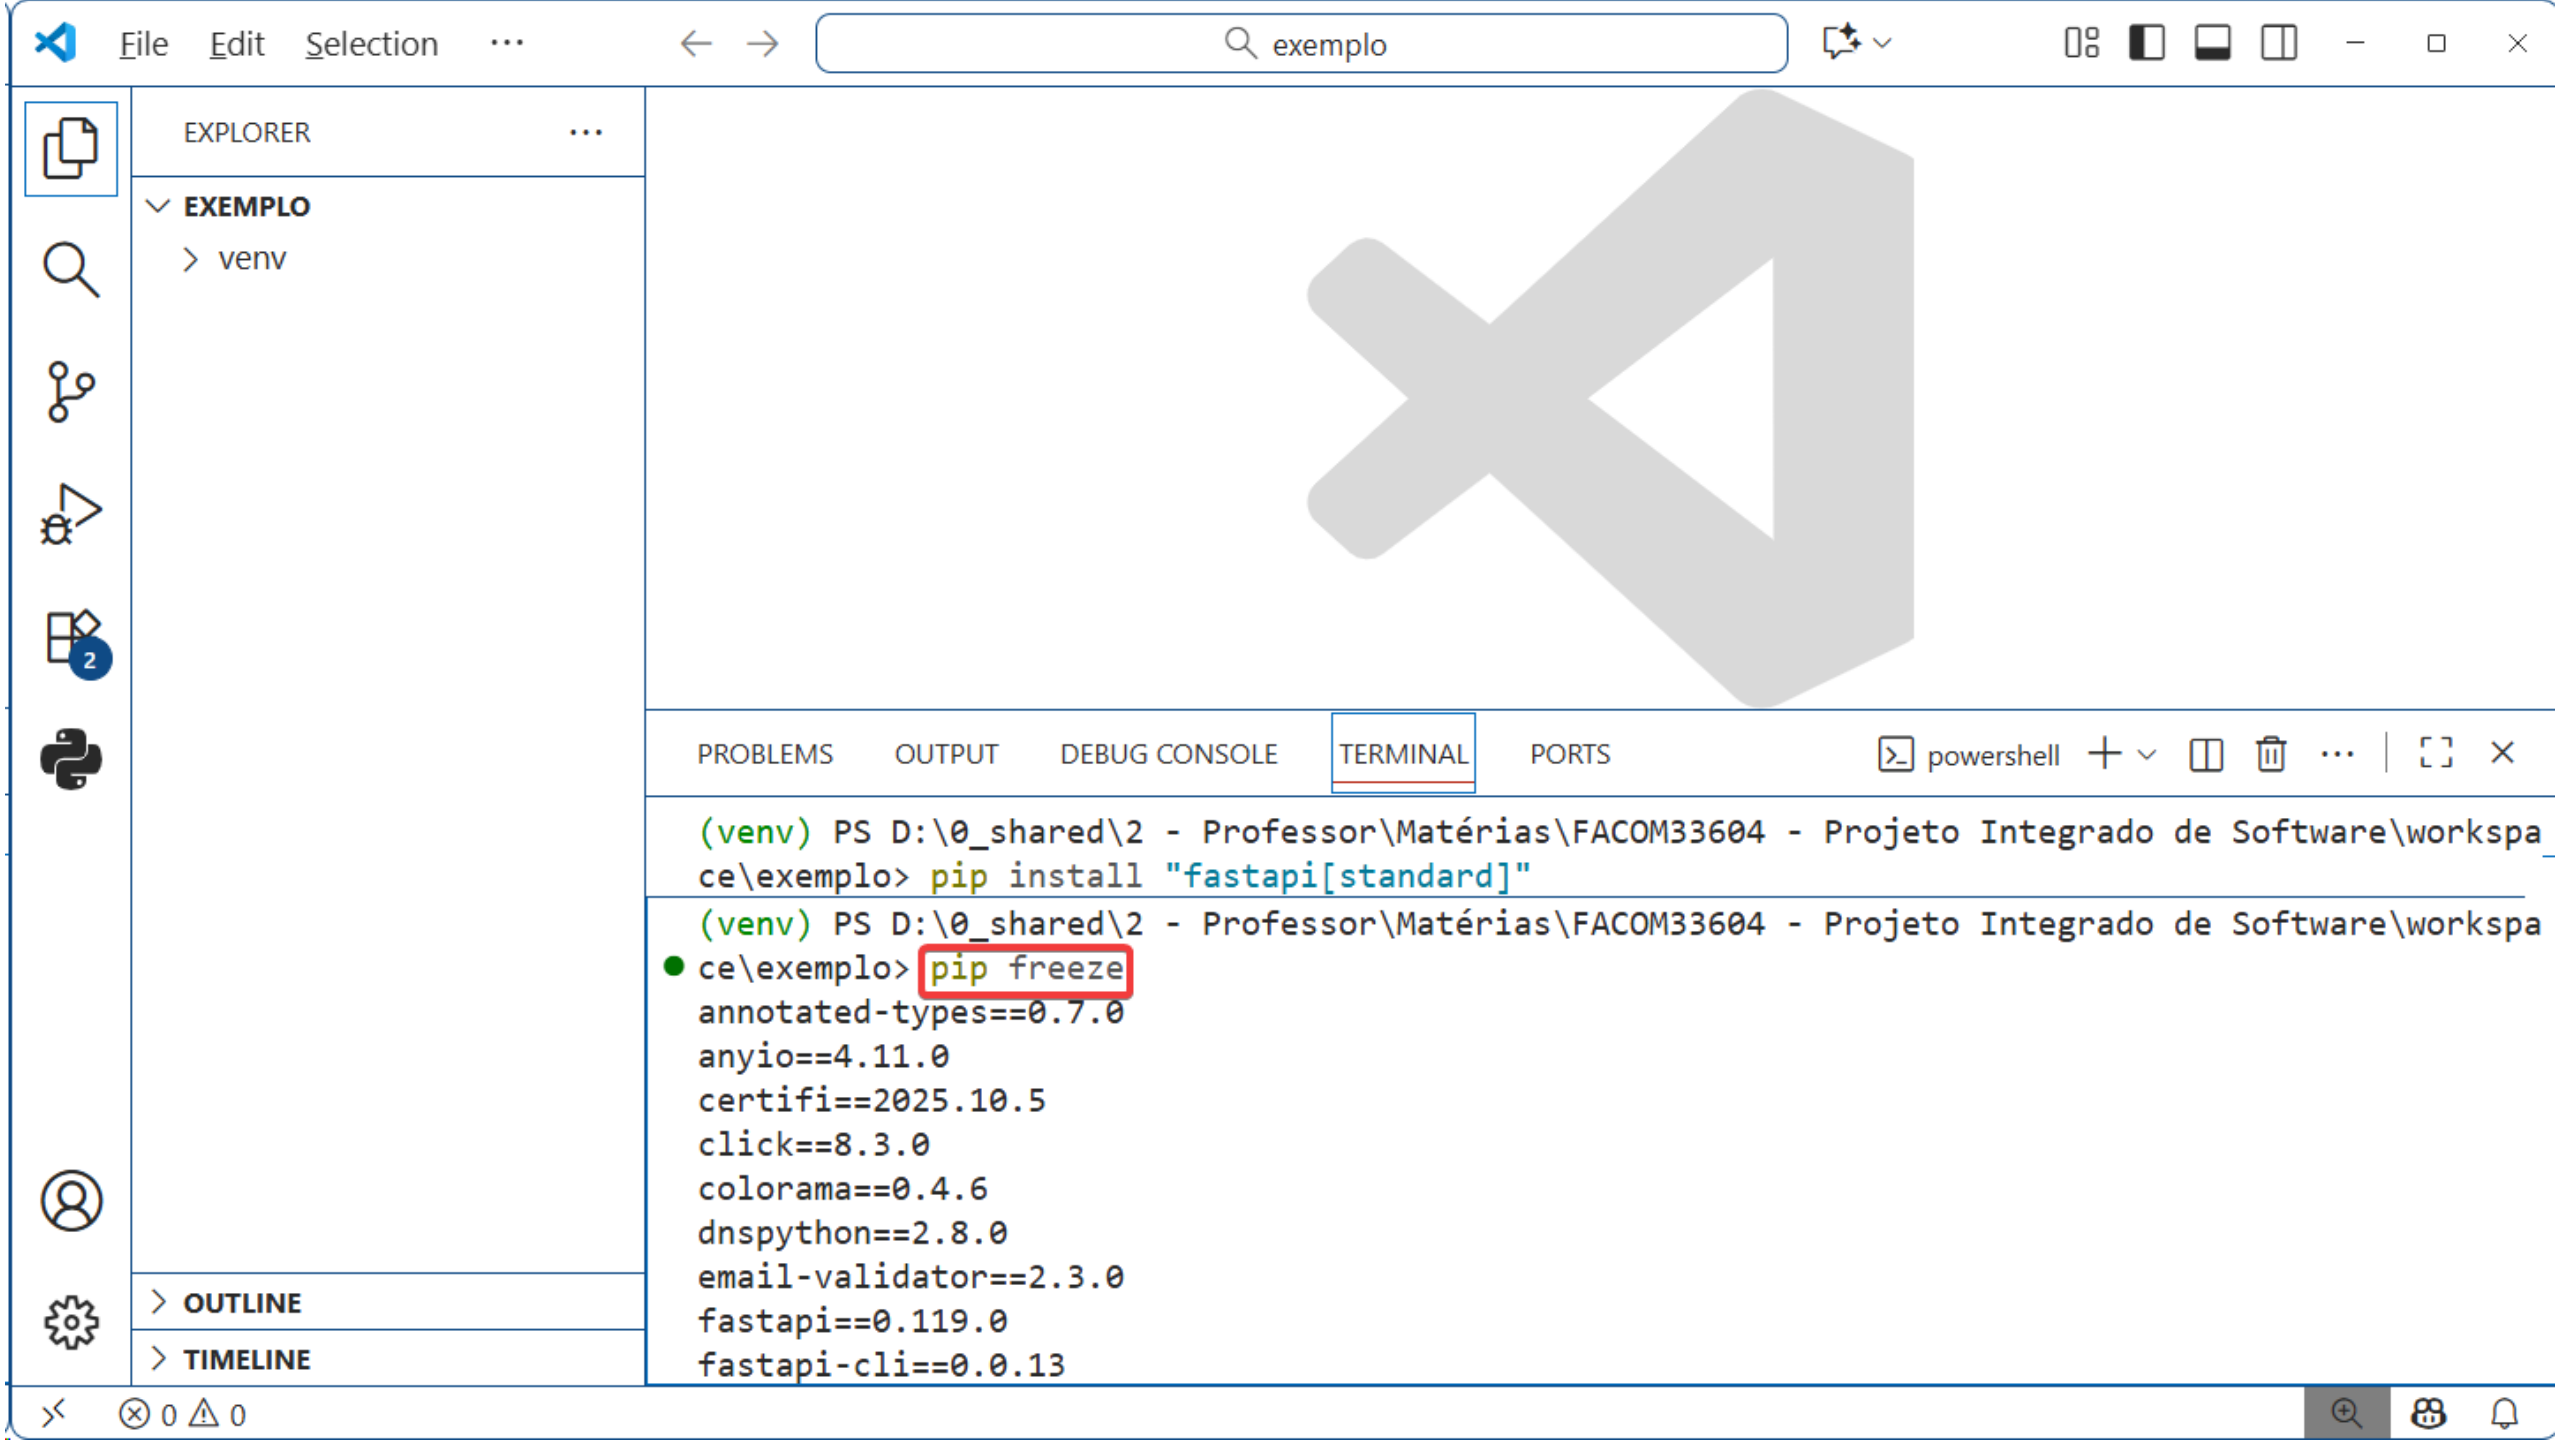 File Edit Selection ···
exemplo
EXPLORER ···
EXEMPLO
venv
2
PROBLEMS OUTPUT DEBUG CONSOLE TERMINAL PORTS
powershell
(venv) PS D:\0_shared\2 - Professor\Matérias\FACOM33604 - Projeto Integrado de Software\workspa
ce\exemplo> pip install "fastapi[standard]"
(venv) PS D:\0_shared\2 - Professor\Matérias\FACOM33604 - Projeto Integrado de Software\workspa
ce\exemplo> pip freeze
annotated-types==0.7.0
anyio==4.11.0
certifi==2025.10.5
click==8.3.0
colorama==0.4.6
dnspython==2.8.0
email-validator==2.3.0
fastapi==0.119.0
fastapi-cli==0.0.13
OUTLINE
TIMELINE
0 0